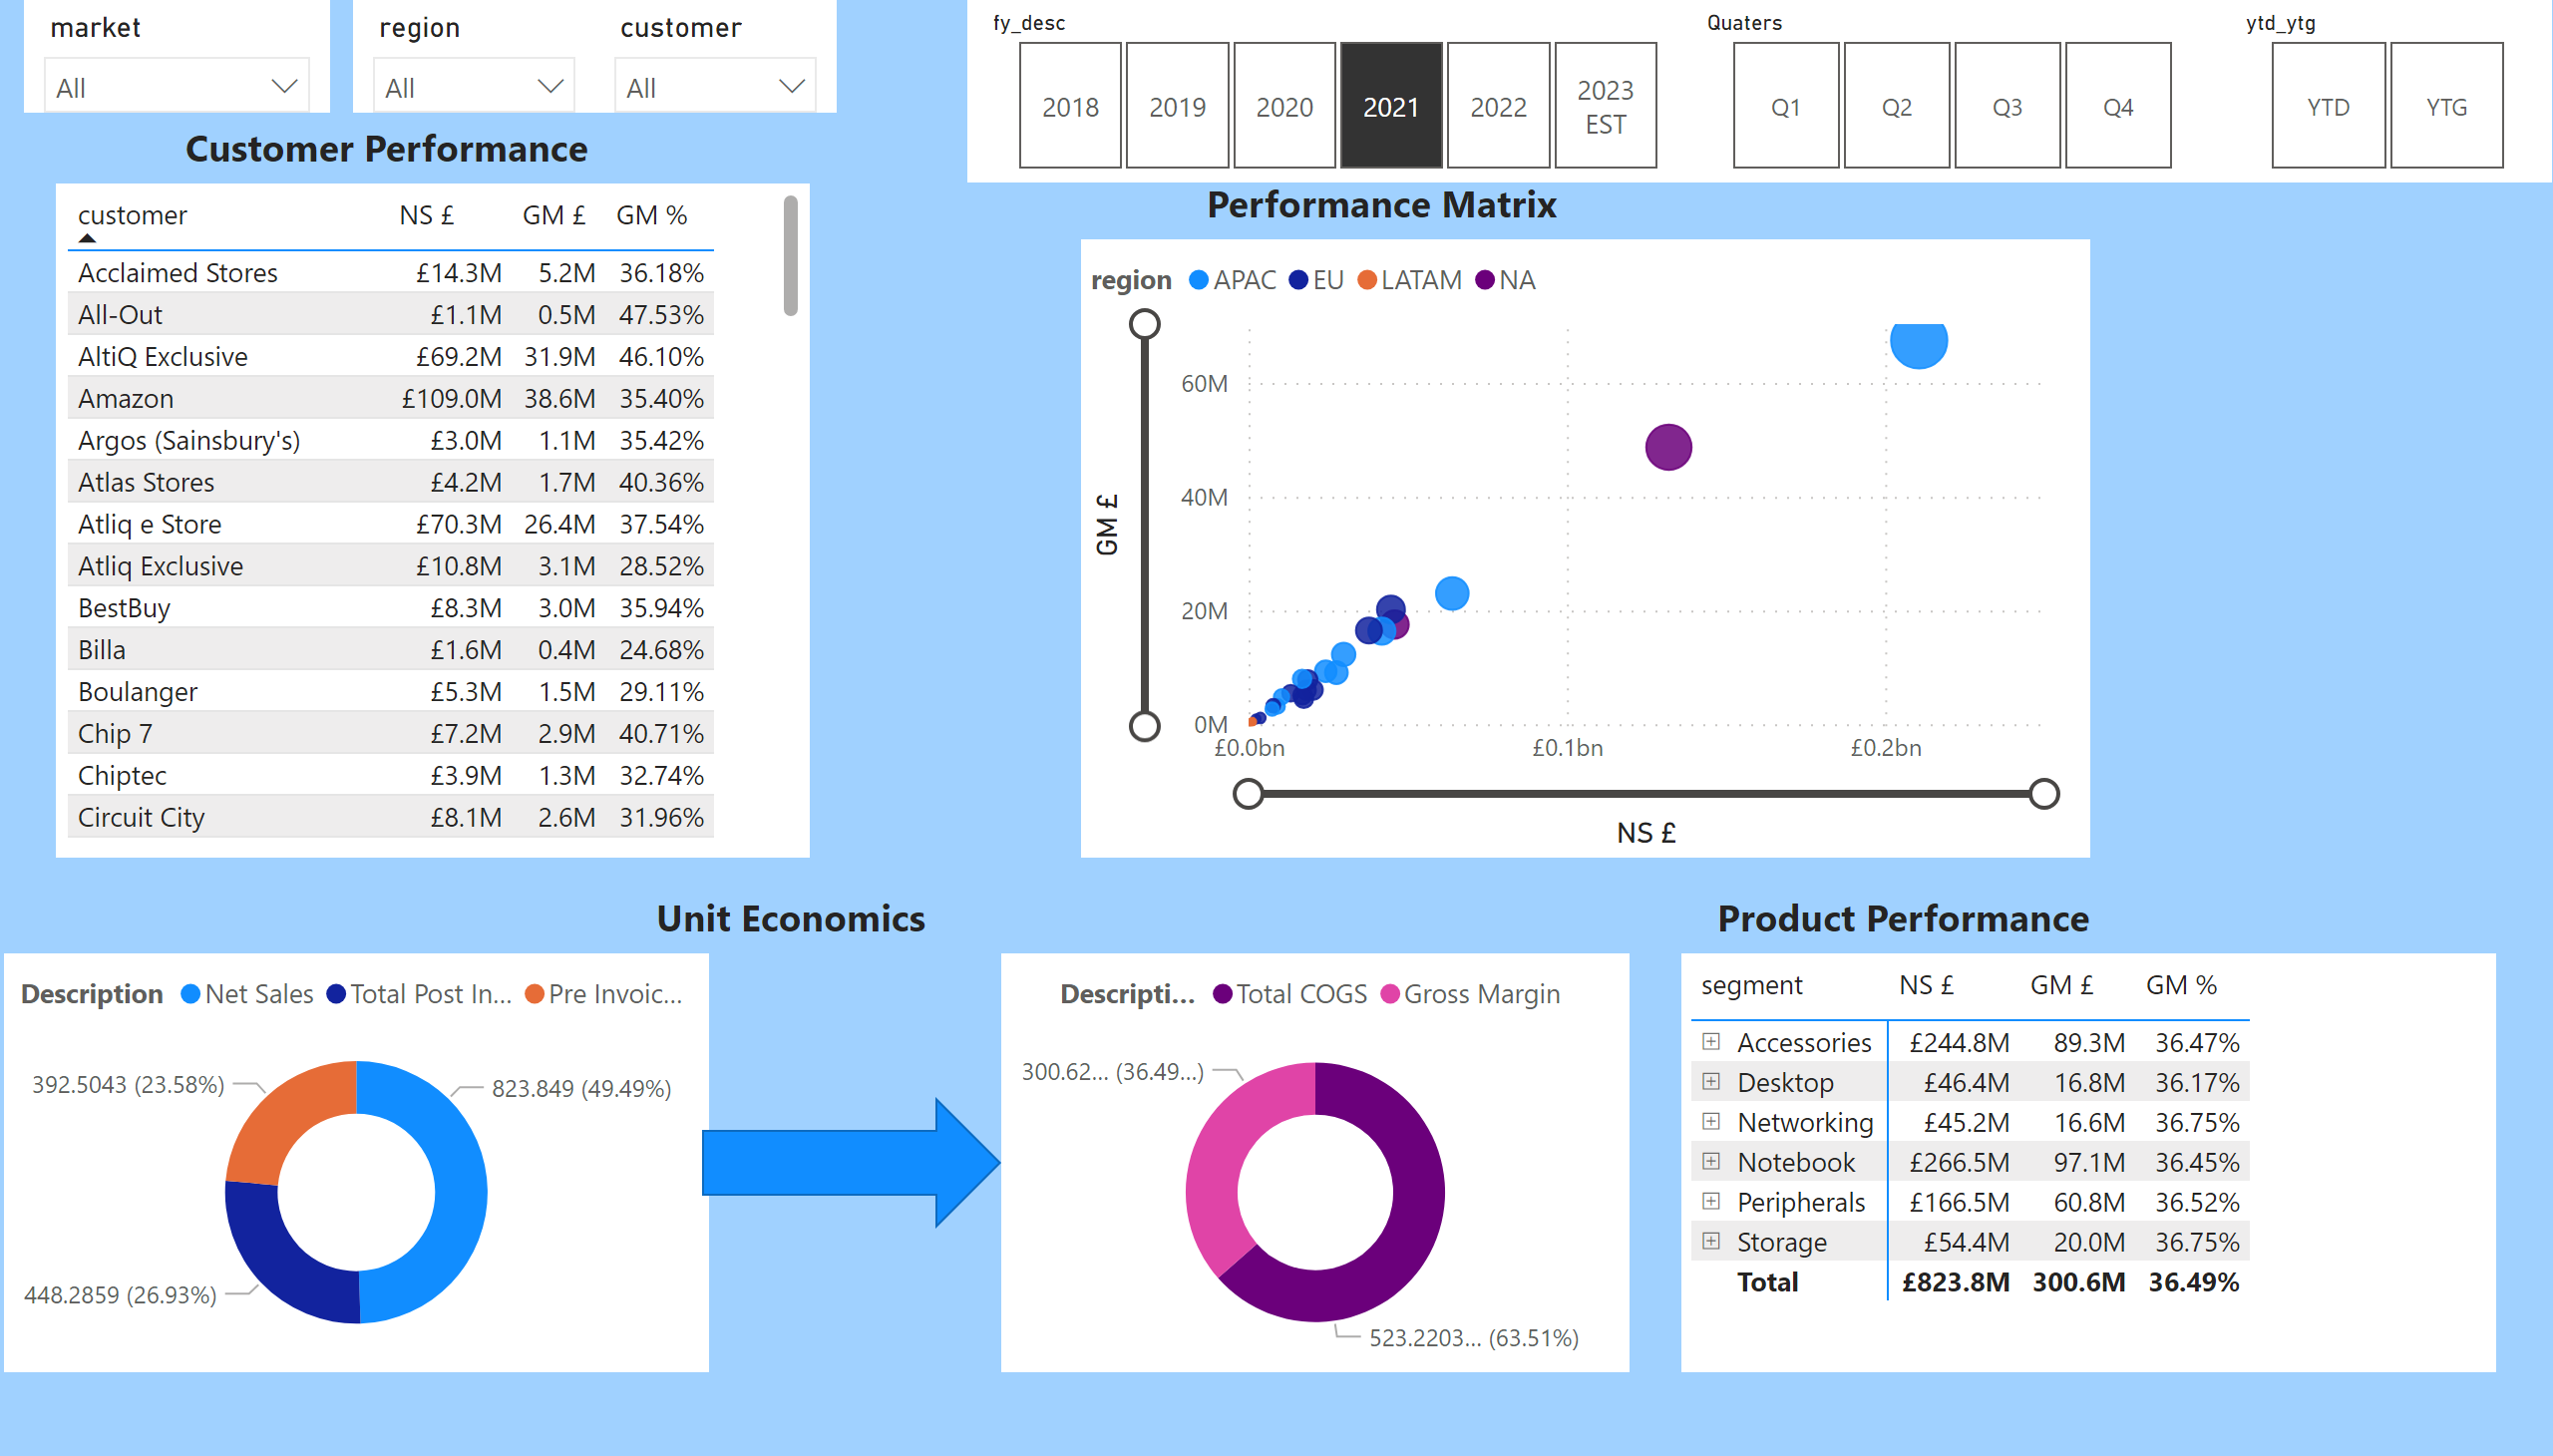 market
All
region
All
customer
All
fy_desc
2018
2019
2020
2021
2022
2023
EST
Quaters
Q1
Q2
Q3
Q4
ytd_ytg
YTD
YTG
Customer Performance
customer NS £ GM £ GM %
Acclaimed Stores £14.3M 5.2M 36.18%
All-Out £1.1M 0.5M 47.53%
AltiQ Exclusive £69.2M 31.9M 46.10%
Amazon £109.0M 38.6M 35.40%
Argos (Sainsbury's) £3.0M 1.1M 35.42%
Atlas Stores £4.2M 1.7M 40.36%
Atliq e Store £70.3M 26.4M 37.54%
Atliq Exclusive £10.8M 3.1M 28.52%
BestBuy £8.3M 3.0M 35.94%
Billa £1.6M 0.4M 24.68%
Boulanger £5.3M 1.5M 29.11%
Chip 7 £7.2M 2.9M 40.71%
Chiptec £3.9M 1.3M 32.74%
Circuit City £8.1M 2.6M 31.96%
Performance Matrix
region APAC EU LATAM NA
60M
40M
20M
0M
GM £
£0.0bn £0.1bn £0.2bn
NS £
Unit Economics
Description Net Sales Total Post In... Pre Invoic...
392.5043 (23.58%)
823.849 (49.49%)
448.2859 (26.93%)
Descripti... Total COGS Gross Margin
300.62... (36.49...)
523.2203... (63.51%)
Product Performance
segment NS £ GM £ GM %
Accessories £244.8M 89.3M 36.47%
Desktop £46.4M 16.8M 36.17%
Networking £45.2M 16.6M 36.75%
Notebook £266.5M 97.1M 36.45%
Peripherals £166.5M 60.8M 36.52%
Storage £54.4M 20.0M 36.75%
Total £823.8M 300.6M 36.49%